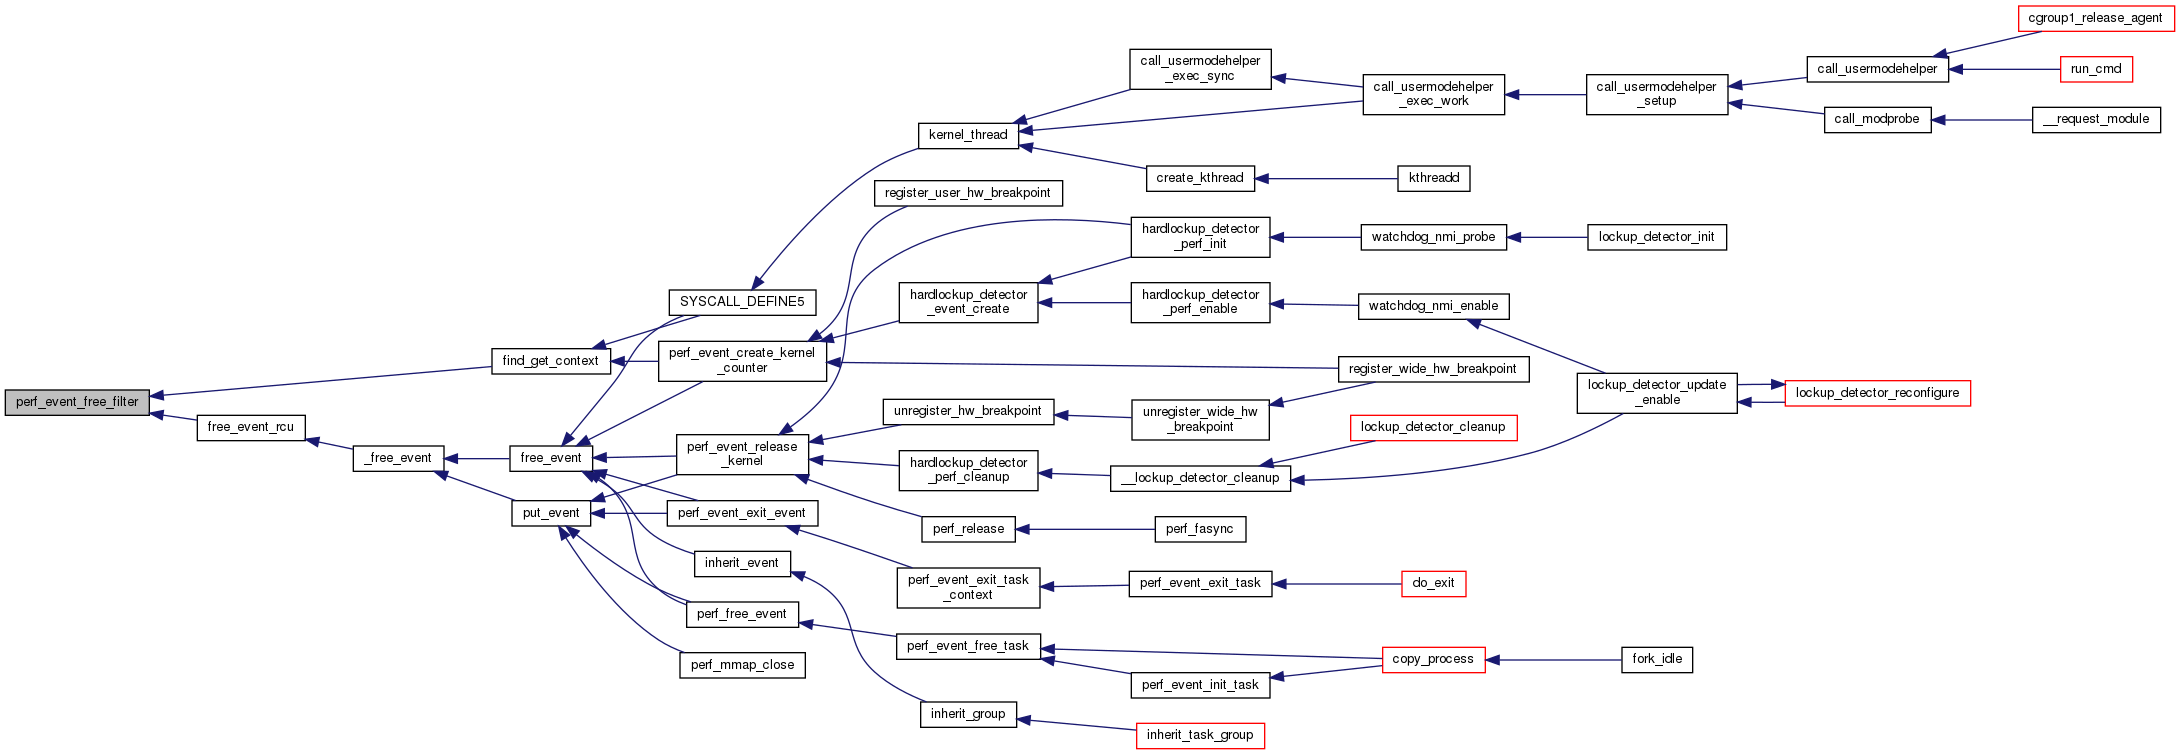 cgroup1_release_agent
call_usermodehelper
_exec_sync
call_usermodehelper
run_cmd
call_usermodehelper
_exec_work
call_usermodehelper
_setup
call_modprobe
__request_module
kernel_thread
create_kthread
kthreadd
register_user_hw_breakpoint
hardlockup_detector
_perf_init
watchdog_nmi_probe
lockup_detector_init
SYSCALL_DEFINE5
hardlockup_detector
_event_create
hardlockup_detector
_perf_enable
watchdog_nmi_enable
find_get_context
perf_event_create_kernel
_counter
register_wide_hw_breakpoint
lockup_detector_update
_enable
lockup_detector_reconfigure
perf_event_free_filter
free_event_rcu
unregister_hw_breakpoint
unregister_wide_hw
_breakpoint
lockup_detector_cleanup
_free_event
free_event
perf_event_release
_kernel
hardlockup_detector
_perf_cleanup
__lockup_detector_cleanup
put_event
perf_event_exit_event
perf_release
perf_fasync
inherit_event
perf_event_exit_task
_context
perf_event_exit_task
do_exit
perf_free_event
perf_event_free_task
copy_process
fork_idle
perf_mmap_close
perf_event_init_task
inherit_group
inherit_task_group